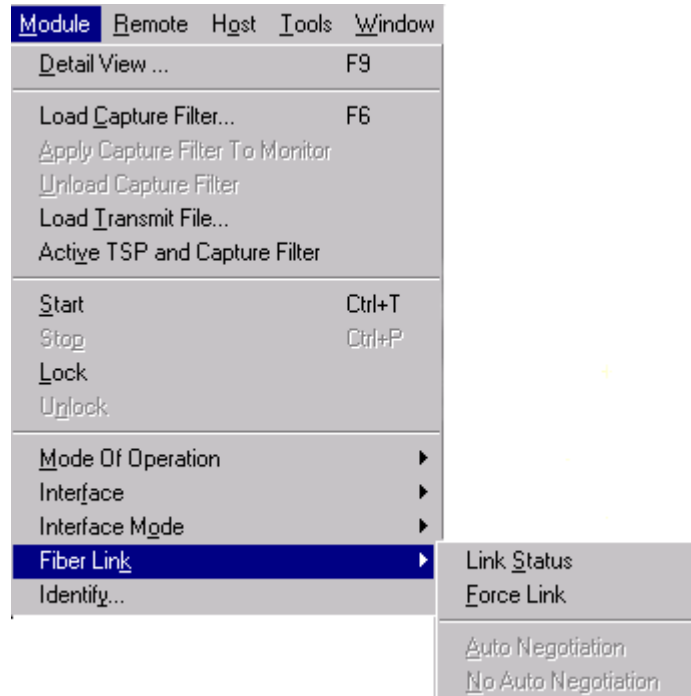 Module Remote Host Tools Window
Detail View ... F9
Load Capture Filter... F6
Apply Capture Filter To Monitor
Unload Capture Filter
Load Transmit File...
Active TSP and Capture Filter
Start Ctrl+T
Stop Ctrl+P
Lock
Unlock
Mode Of Operation
Interface
Interface Mode
Fiber Link
Identify...
Link Status
Force Link
Auto Negotiation
No Auto Negotiation